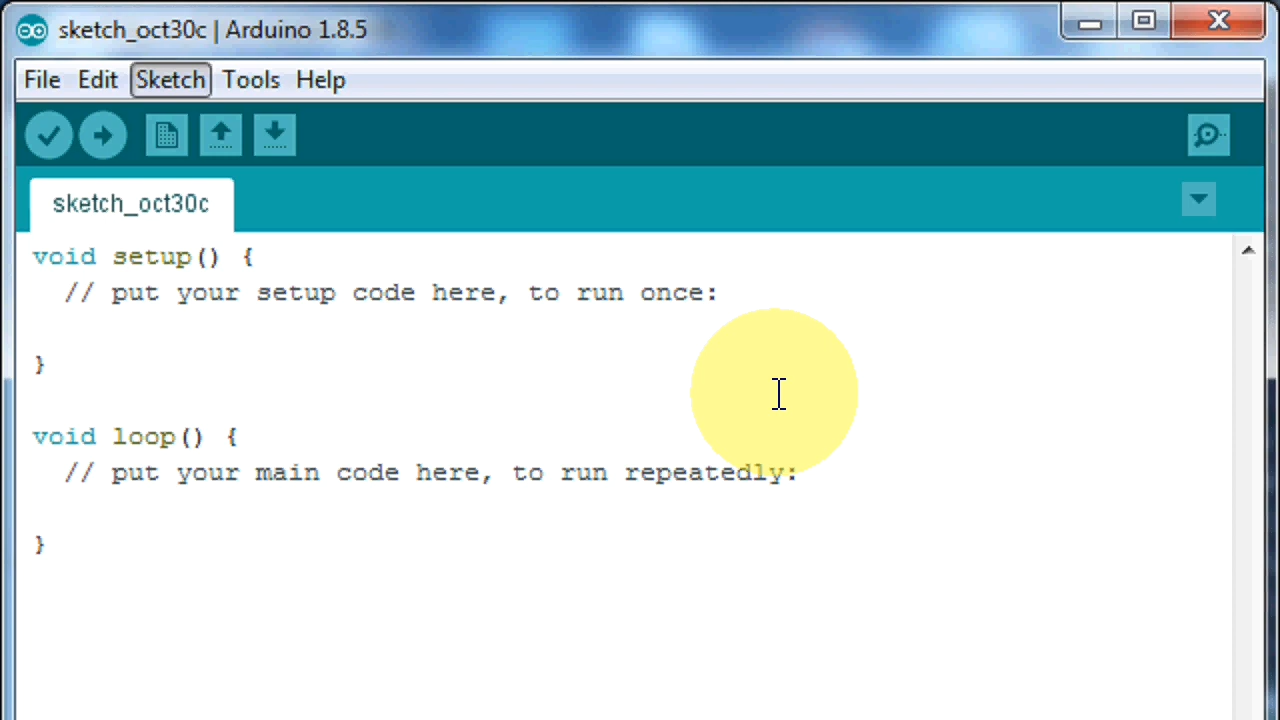 sketch_oct30c | Arduino 1.8.5
File Edit Sketch Tools Help
sketch_oct30c
void setup() {
  // put your setup code here, to run once:
}
void loop() {
  // put your main code here, to run repeatedly:
}